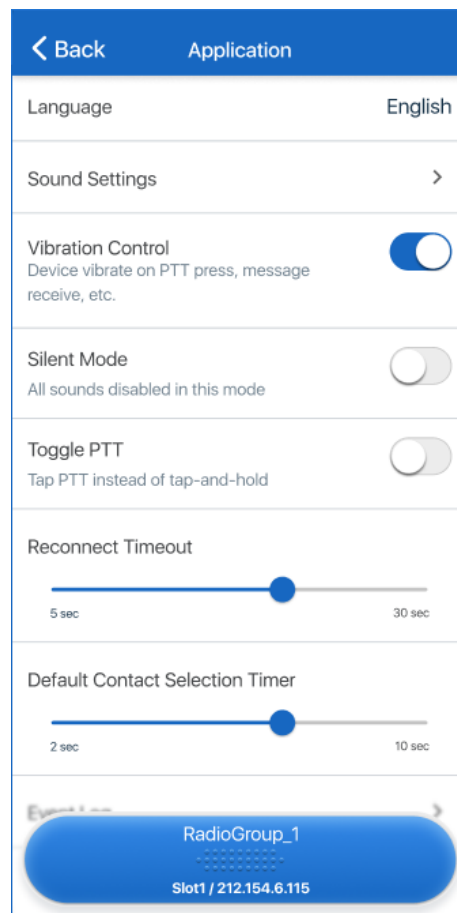 Back
Application
Language
English
Sound Settings
Vibration Control
Device vibrate on PTT press, message
receive, etc.
Silent Mode
All sounds disabled in this mode
Toggle PTT
Tap PTT instead of tap-and-hold
Reconnect Timeout
5 sec
30 sec
Default Contact Selection Timer
2 sec
10 sec
Event Log
RadioGroup_1
Slot1 / 212.154.6.115